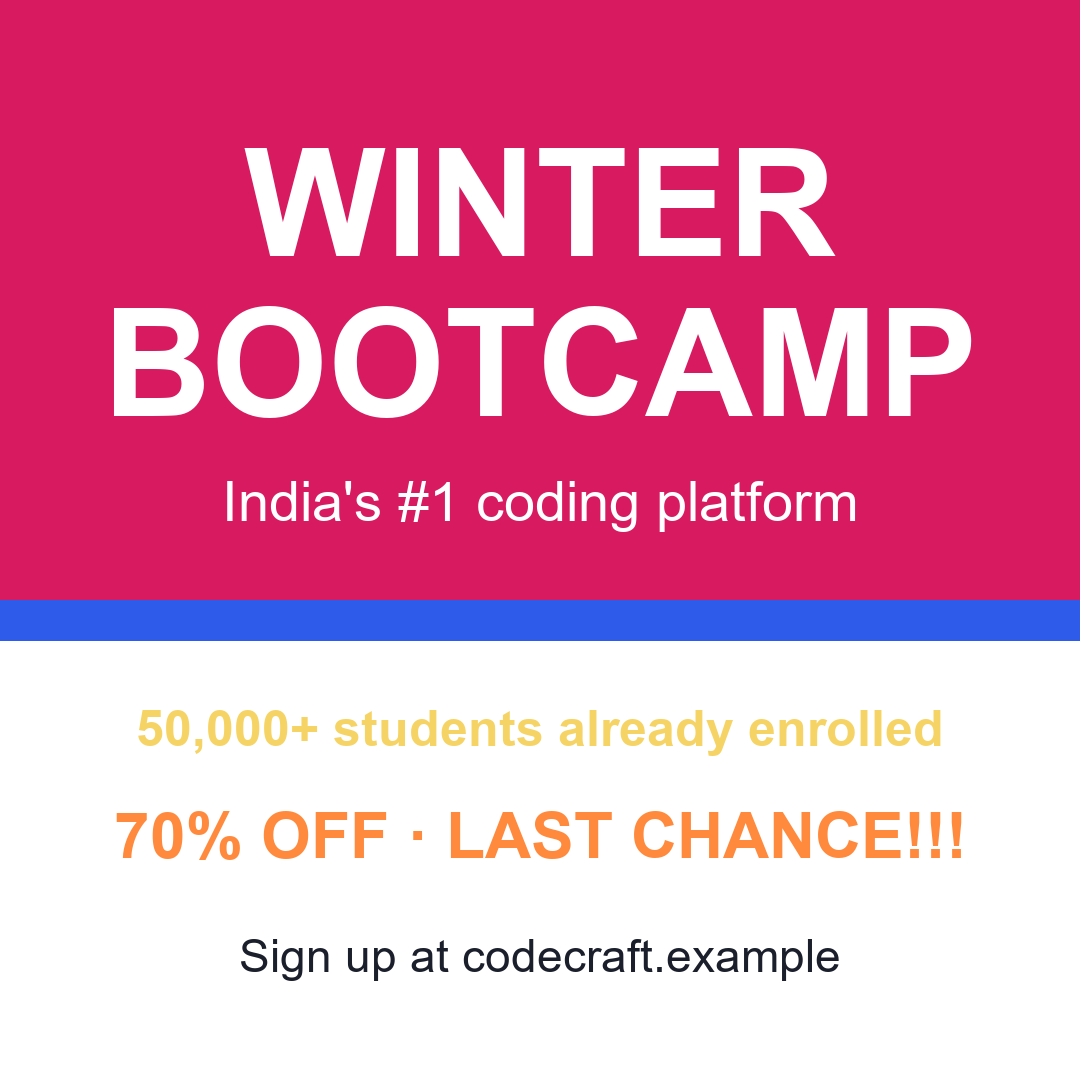 WINTER
BOOTCAMP
India's #1 coding platform
50,000+ students already enrolled
70% OFF · LAST CHANCE!!!
Sign up at codecraft.example